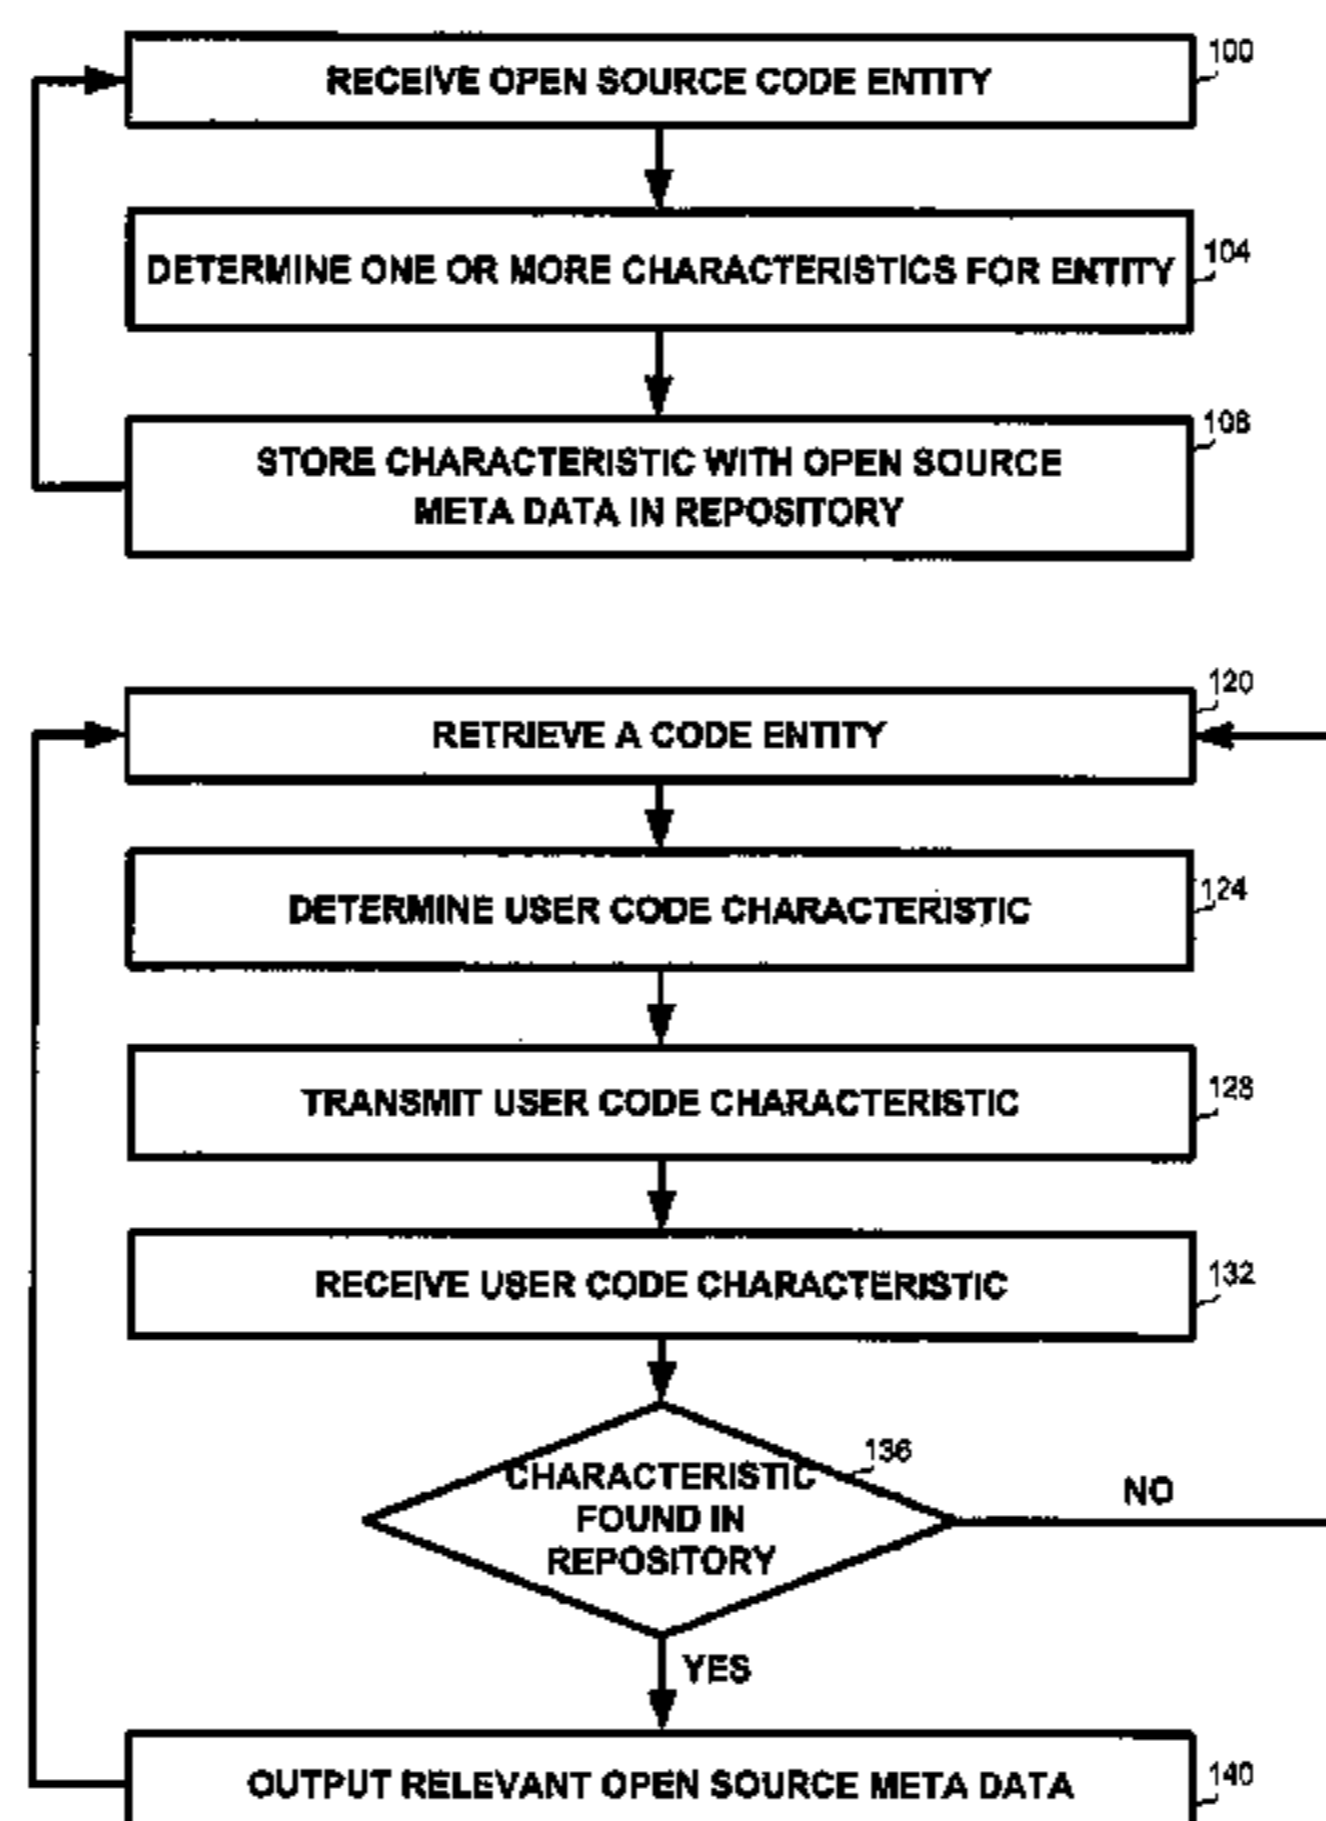 RECEIVE OPEN SOURCE CODE ENTITY
100
DETERMINE ONE OR MORE CHARACTERISTICS FOR ENTITY
104
STORE CHARACTERISTIC WITH OPEN SOURCE
META DATA IN REPOSITORY
108
RETRIEVE A CODE ENTITY
120
DETERMINE USER CODE CHARACTERISTIC
124
TRANSMIT USER CODE CHARACTERISTIC
128
RECEIVE USER CODE CHARACTERISTIC
132
CHARACTERISTIC
FOUND IN
REPOSITORY
136
NO
YES
OUTPUT RELEVANT OPEN SOURCE META DATA
140